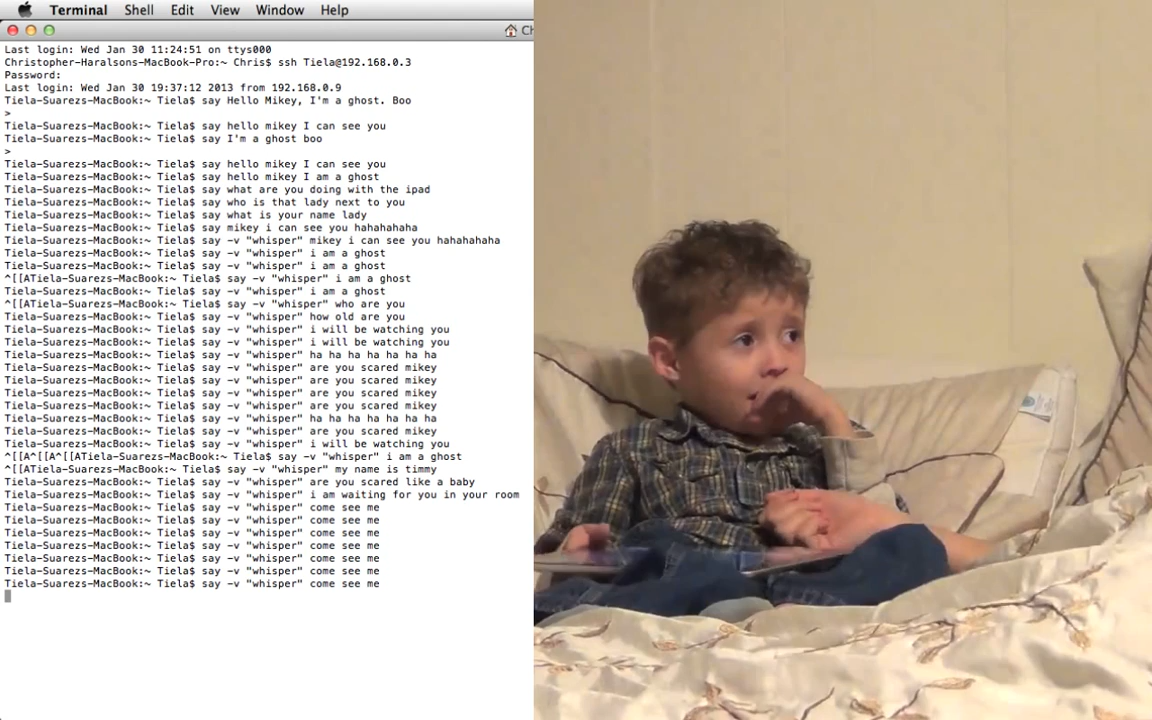 Terminal Shell Edit View Window Help
Ch
Last login: Wed Jan 30 11:24:51 on ttys000
Christopher-Haralsons-MacBook-Pro:~ Chris$ ssh Tiela@192.168.0.3
Password:
Last login: Wed Jan 30 19:37:12 2013 from 192.168.0.9
Tiela-Suarezs-MacBook:~ Tiela$ say Hello Mikey, I'm a ghost. Boo
>
Tiela-Suarezs-MacBook:~ Tiela$ say hello mikey I can see you
Tiela-Suarezs-MacBook:~ Tiela$ say I'm a ghost boo
>
Tiela-Suarezs-MacBook:~ Tiela$ say hello mikey I can see you
Tiela-Suarezs-MacBook:~ Tiela$ say hello mikey I am a ghost
Tiela-Suarezs-MacBook:~ Tiela$ say what are you doing with the ipad
Tiela-Suarezs-MacBook:~ Tiela$ say who is that lady next to you
Tiela-Suarezs-MacBook:~ Tiela$ say what is your name lady
Tiela-Suarezs-MacBook:~ Tiela$ say mikey i can see you hahahahaha
Tiela-Suarezs-MacBook:~ Tiela$ say -v "whisper" mikey i can see you hahahahaha
Tiela-Suarezs-MacBook:~ Tiela$ say -v "whisper" i am a ghost
Tiela-Suarezs-MacBook:~ Tiela$ say -v "whisper" i am a ghost
^[[ATiela-Suarezs-MacBook:~ Tiela$ say -v "whisper" i am a ghost
Tiela-Suarezs-MacBook:~ Tiela$ say -v "whisper" i am a ghost
^[[ATiela-Suarezs-MacBook:~ Tiela$ say -v "whisper" who are you
Tiela-Suarezs-MacBook:~ Tiela$ say -v "whisper" how old are you
Tiela-Suarezs-MacBook:~ Tiela$ say -v "whisper" i will be watching you
Tiela-Suarezs-MacBook:~ Tiela$ say -v "whisper" i will be watching you
Tiela-Suarezs-MacBook:~ Tiela$ say -v "whisper" ha ha ha ha ha ha ha
Tiela-Suarezs-MacBook:~ Tiela$ say -v "whisper" are you scared mikey
Tiela-Suarezs-MacBook:~ Tiela$ say -v "whisper" are you scared mikey
Tiela-Suarezs-MacBook:~ Tiela$ say -v "whisper" are you scared mikey
Tiela-Suarezs-MacBook:~ Tiela$ say -v "whisper" are you scared mikey
Tiela-Suarezs-MacBook:~ Tiela$ say -v "whisper" ha ha ha ha ha ha ha
Tiela-Suarezs-MacBook:~ Tiela$ say -v "whisper" are you scared mikey
Tiela-Suarezs-MacBook:~ Tiela$ say -v "whisper" i will be watching you
^[[A^[[A^[[ATiela-Suarezs-MacBook:~ Tiela$ say -v "whisper" i am a ghost
^[[ATiela-Suarezs-MacBook:~ Tiela$ say -v "whisper" my name is timmy
Tiela-Suarezs-MacBook:~ Tiela$ say -v "whisper" are you scared like a baby
Tiela-Suarezs-MacBook:~ Tiela$ say -v "whisper" i am waiting for you in your room
Tiela-Suarezs-MacBook:~ Tiela$ say -v "whisper" come see me
Tiela-Suarezs-MacBook:~ Tiela$ say -v "whisper" come see me
Tiela-Suarezs-MacBook:~ Tiela$ say -v "whisper" come see me
Tiela-Suarezs-MacBook:~ Tiela$ say -v "whisper" come see me
Tiela-Suarezs-MacBook:~ Tiela$ say -v "whisper" come see me
Tiela-Suarezs-MacBook:~ Tiela$ say -v "whisper" come see me
Tiela-Suarezs-MacBook:~ Tiela$ say -v "whisper" come see me